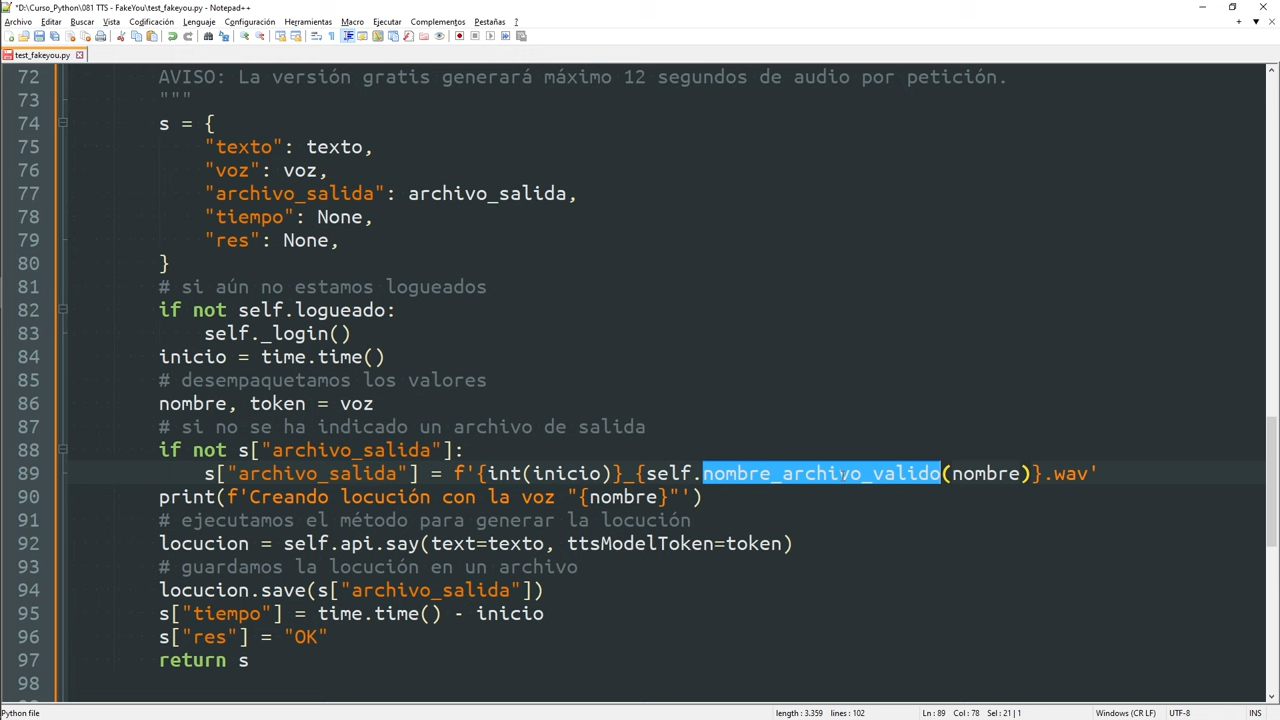 *D:\Curso_Python\081 TTS - FakeYou\test_fakeyou.py - Notepad++
Archivo Editar Buscar Vista Codificación Lenguaje Configuración Herramientas Macro Ejecutar Complementos Pestañas ?
test_fakeyou.py
72 AVISO: La versión gratis generará máximo 12 segundos de audio por petición.
73 """
74 s = {
75 "texto": texto,
76 "voz": voz,
77 "archivo_salida": archivo_salida,
78 "tiempo": None,
79 "res": None,
80 }
81 # si aún no estamos logueados
82 if not self.logueado:
83 self._login()
84 inicio = time.time()
85 # desempaquetamos los valores
86 nombre, token = voz
87 # si no se ha indicado un archivo de salida
88 if not s["archivo_salida"]:
89 s["archivo_salida"] = f'{int(inicio)}_{self.nombre_archivo_valido(nombre)}.wav'
90 print(f'Creando locución con la voz "{nombre}"')
91 # ejecutamos el método para generar la locución
92 locucion = self.api.say(text=texto, ttsModelToken=token)
93 # guardamos la locución en un archivo
94 locucion.save(s["archivo_salida"])
95 s["tiempo"] = time.time() - inicio
96 s["res"] = "OK"
97 return s
98
Python file length : 3.359 lines : 102 Ln : 89 Col : 78 Sel : 21 | 1 Windows (CR LF) UTF-8 INS